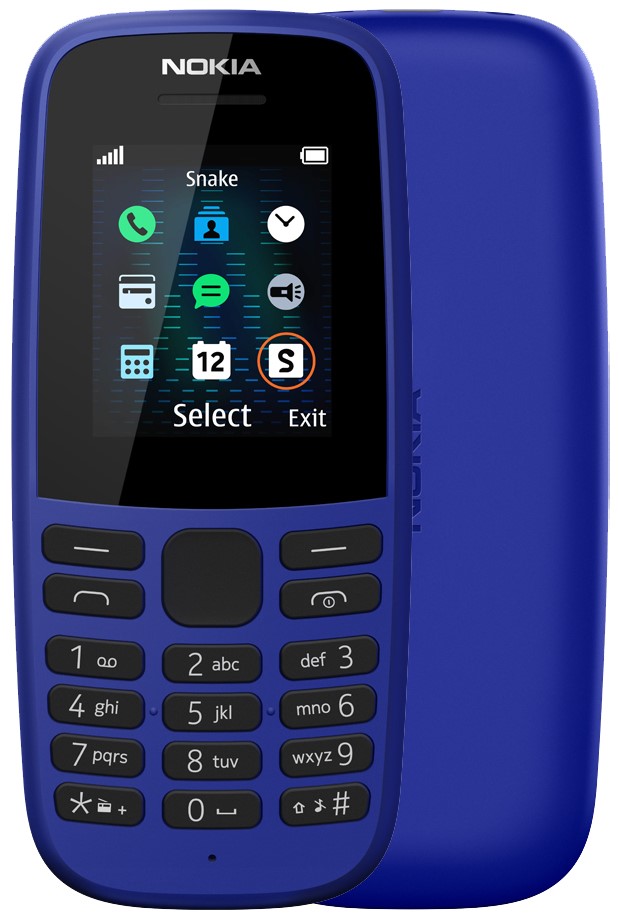 NOKIA
Snake
12
S
Select Exit
NOKIA
1
2 abc
def 3
4 ghi
5 jkl
mno 6
7 pqrs
8 tuv
wxyz 9
* +
0
#